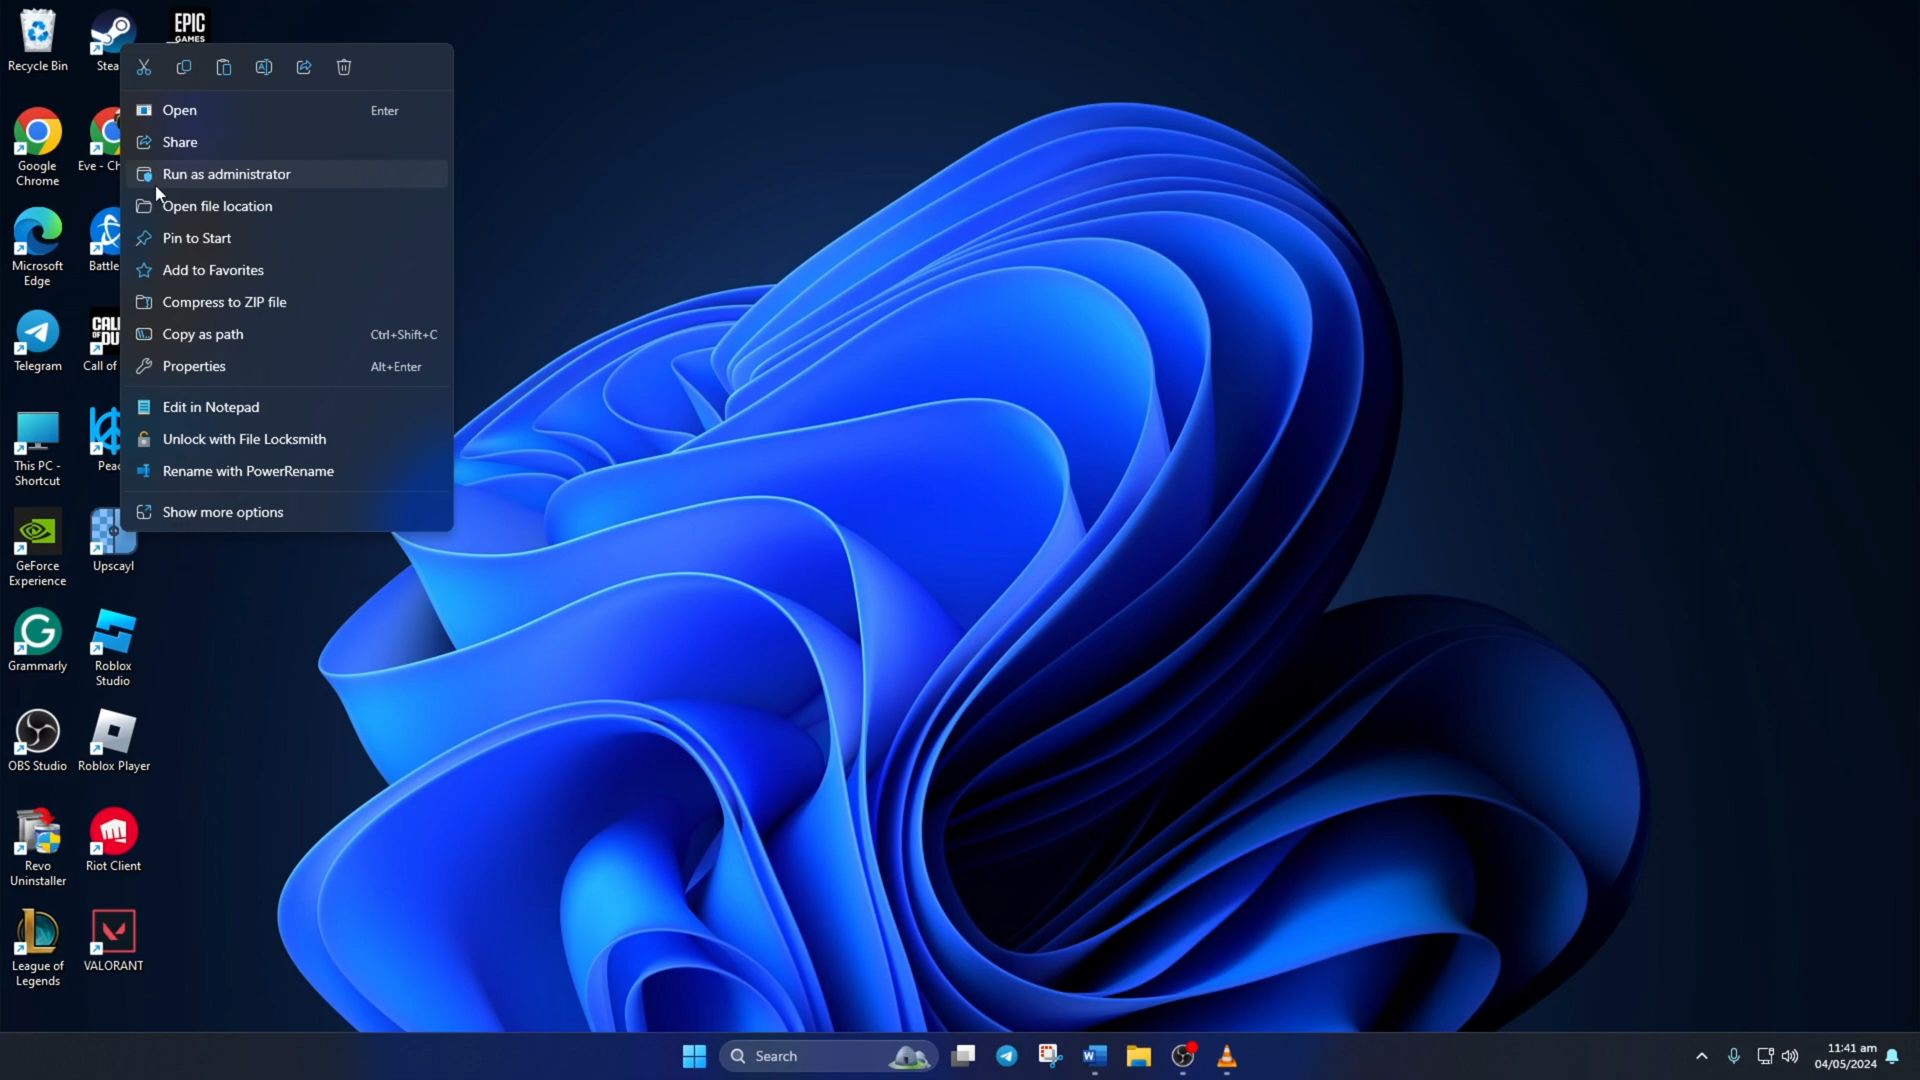 Recycle Bin
Stea
EPIC
GAMES
Google
Chrome
Eve - Ch
Microsoft
Edge
Battle
Telegram
CALL
OF DU
Call of
This PC -
Shortcut
Peac
GeForce
Experience
Upscayl
Grammarly
Roblox
Studio
OBS Studio
Roblox Player
Revo
Uninstaller
Riot Client
League of
Legends
VALORANT
Open Enter
Share
Run as administrator
Open file location
Pin to Start
Add to Favorites
Compress to ZIP file
Copy as path Ctrl+Shift+C
Properties Alt+Enter
Edit in Notepad
Unlock with File Locksmith
Rename with PowerRename
Show more options
Search
11:41 am
04/05/2024